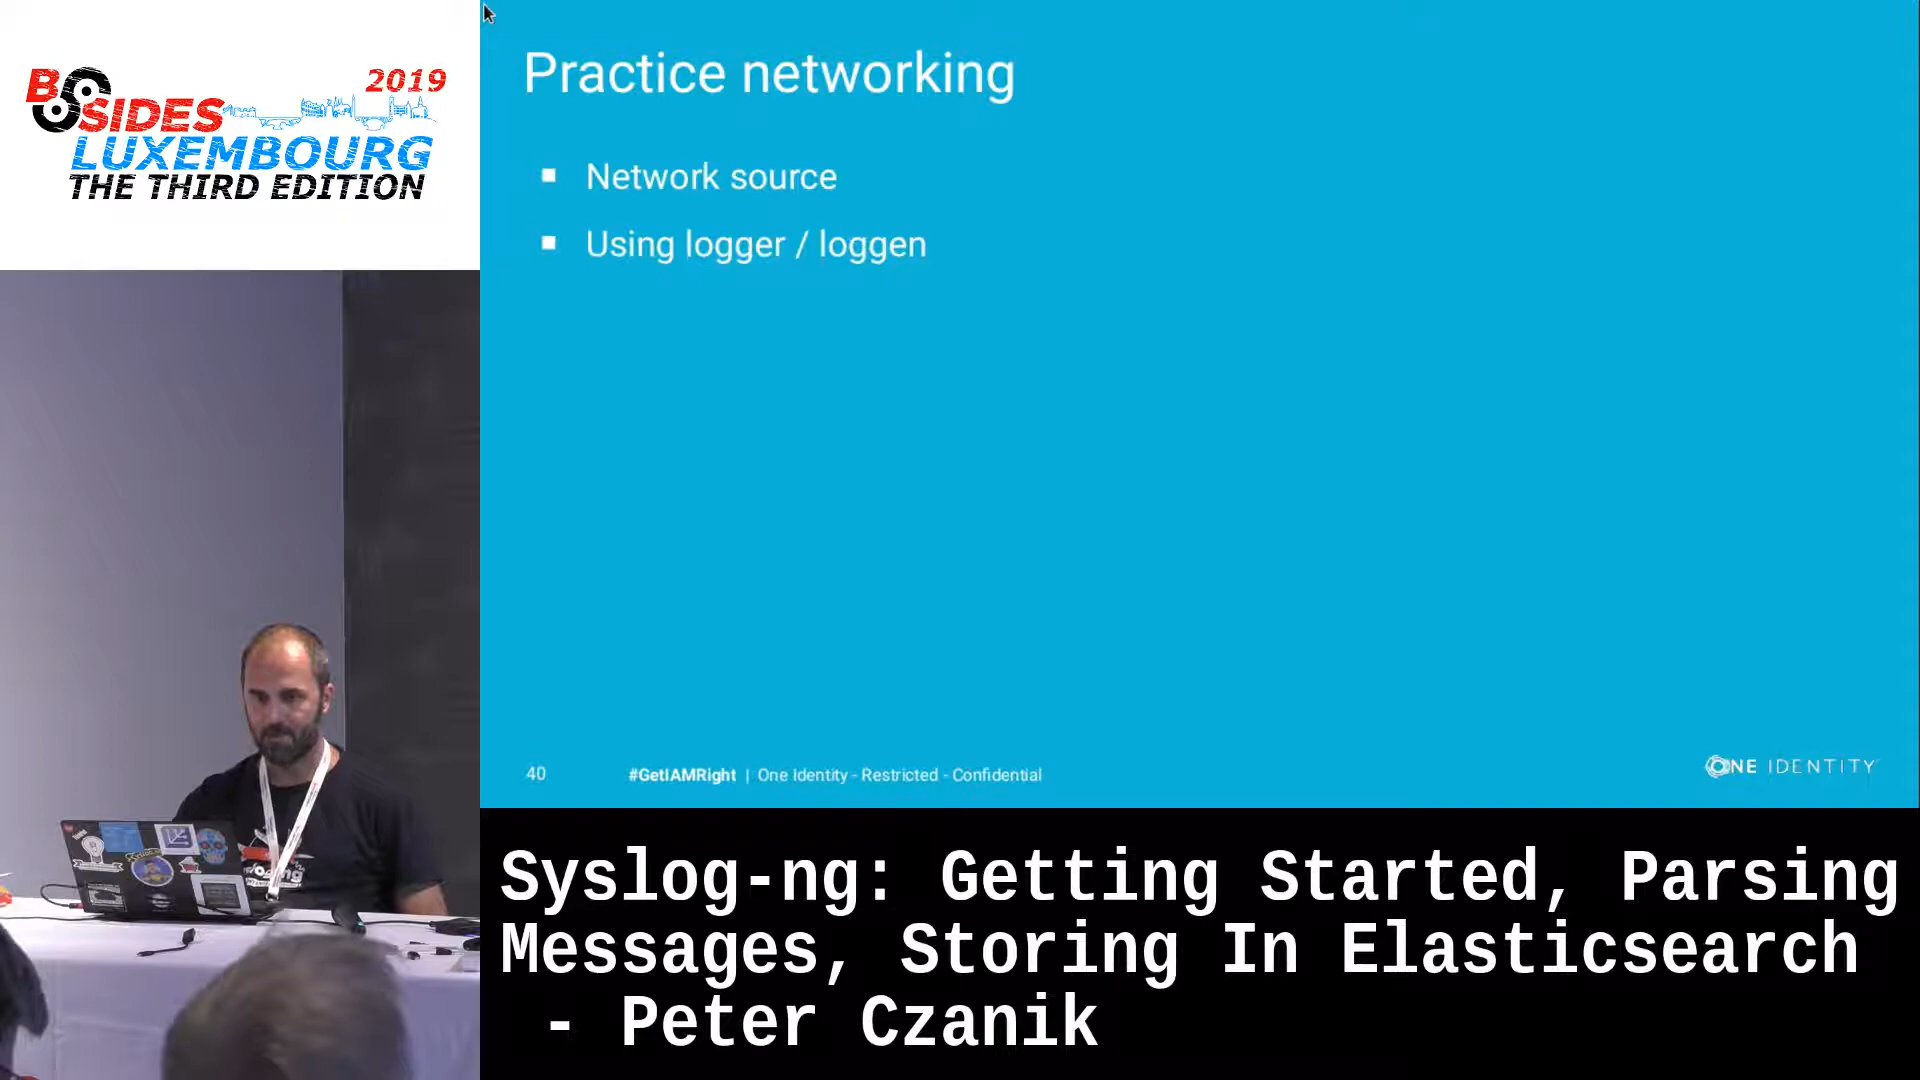 BSIDES
2019
LUXEMBOURG
THE THIRD EDITION
Practice networking
Network source
Using logger / loggen
40
#GetIAMRight | One Identity - Restricted - Confidential
ONE IDENTITY
Syslog-ng: Getting Started, Parsing
Messages, Storing In Elasticsearch
- Peter Czanik